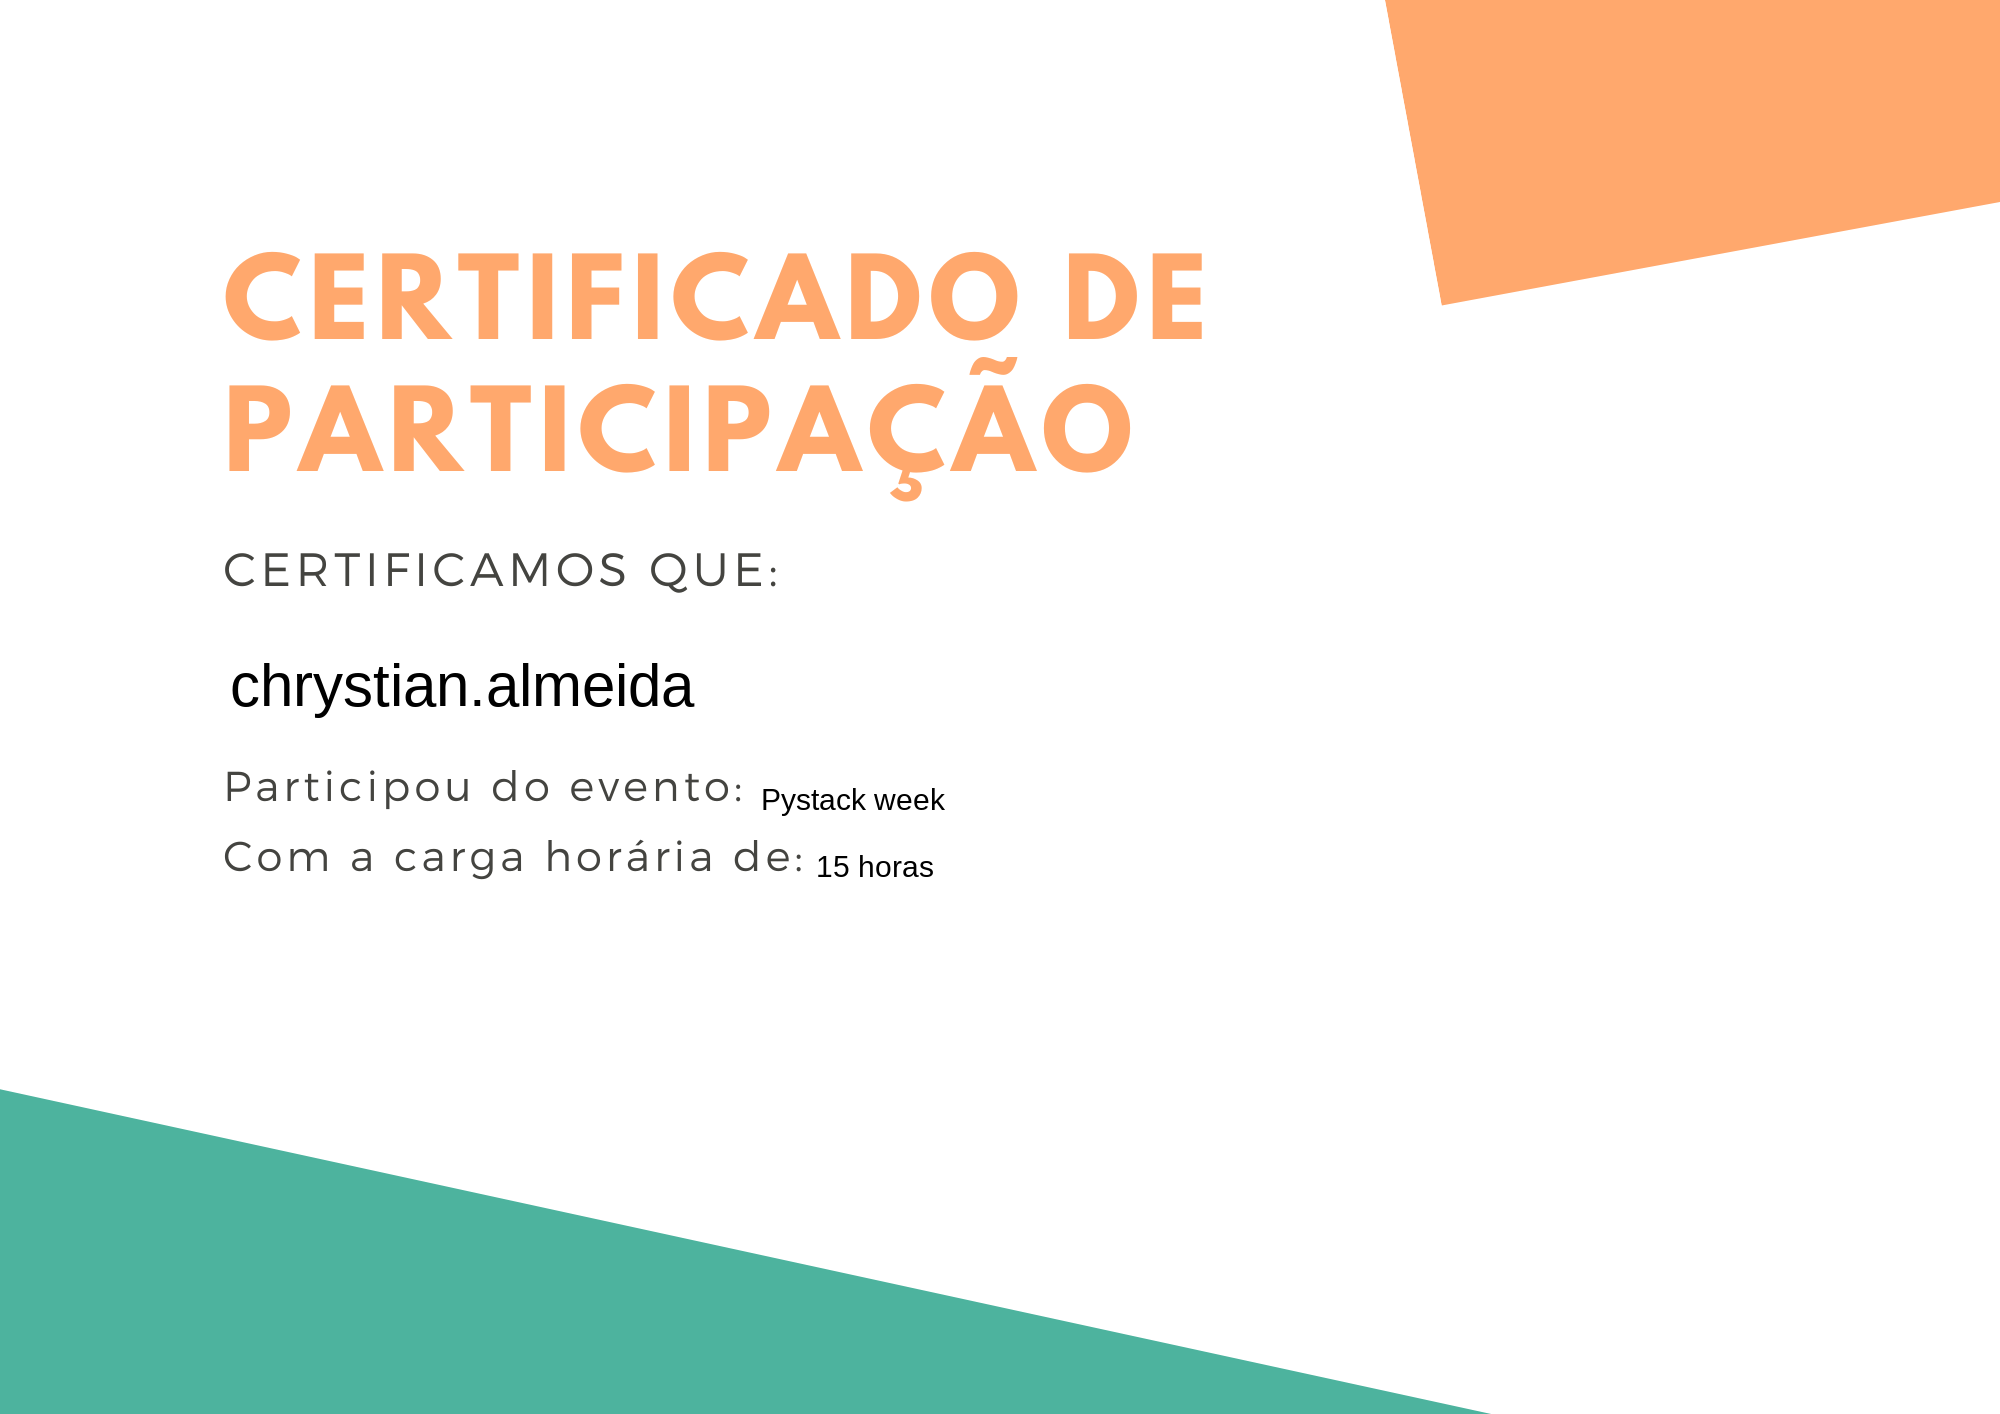 CERTIFICADO DE
PARTICIPAÇÃO
CERTIFICAMOS QUE:
chrystian.almeida
Participou do evento: Pystack week
Com a carga horária de: 15 horas